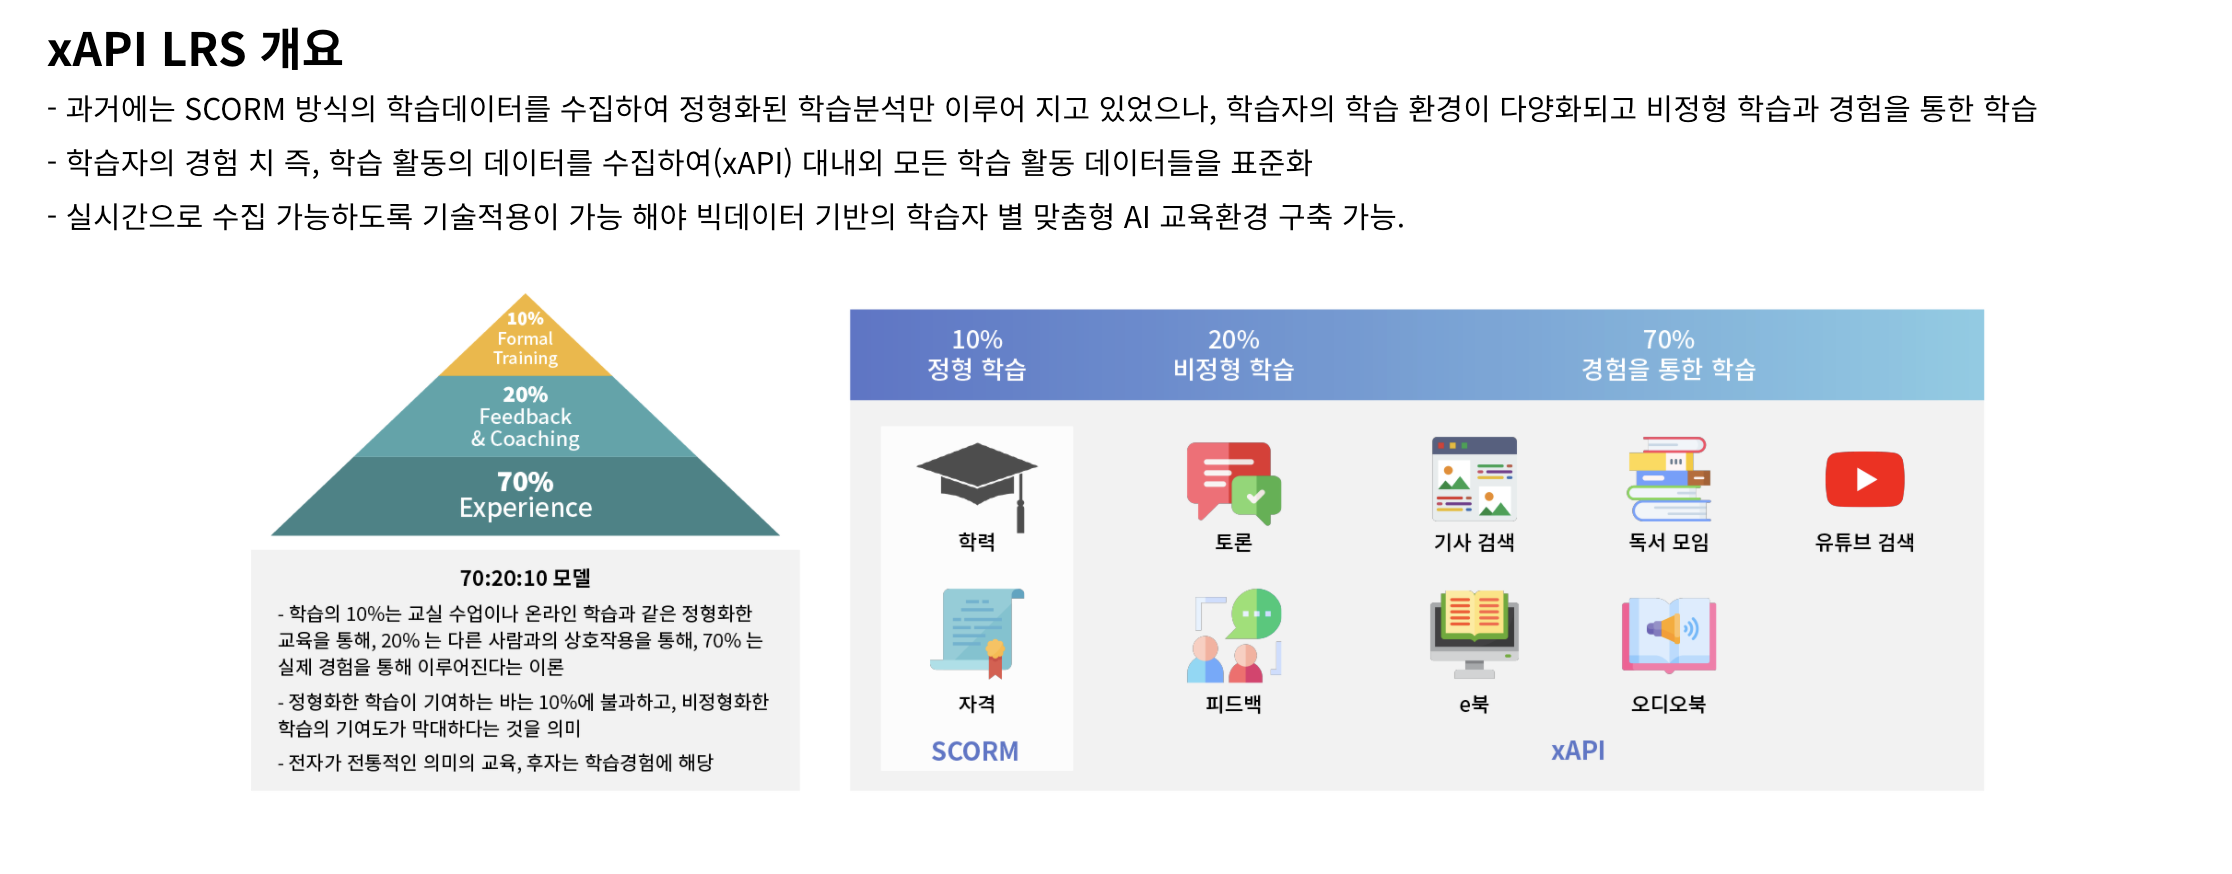 xAPI LRS 개요
- 과거에는 SCORM 방식의 학습데이터를 수집하여 정형화된 학습분석만 이루어 지고 있었으나, 학습자의 학습 환경이 다양화되고 비정형 학습과 경험을 통한 학습
- 학습자의 경험 치 즉, 학습 활동의 데이터를 수집하여(xAPI) 대내외 모든 학습 활동 데이터들을 표준화
- 실시간으로 수집 가능하도록 기술적용이 가능 해야 빅데이터 기반의 학습자 별 맞춤형 AI 교육환경 구축 가능.
10%
Formal
Training
20%
Feedback
& Coaching
70%
Experience
70:20:10 모델
- 학습의 10%는 교실 수업이나 온라인 학습과 같은 정형화한
교육을 통해, 20% 는 다른 사람과의 상호작용을 통해, 70% 는
실제 경험을 통해 이루어진다는 이론
- 정형화한 학습이 기여하는 바는 10%에 불과하고, 비정형화한
학습의 기여도가 막대하다는 것을 의미
- 전자가 전통적인 의미의 교육, 후자는 학습경험에 해당
10%
정형 학습
20%
비정형 학습
70%
경험을 통한 학습
학력
토론
기사 검색
독서 모임
유튜브 검색
자격
피드백
e북
오디오북
SCORM
xAPI